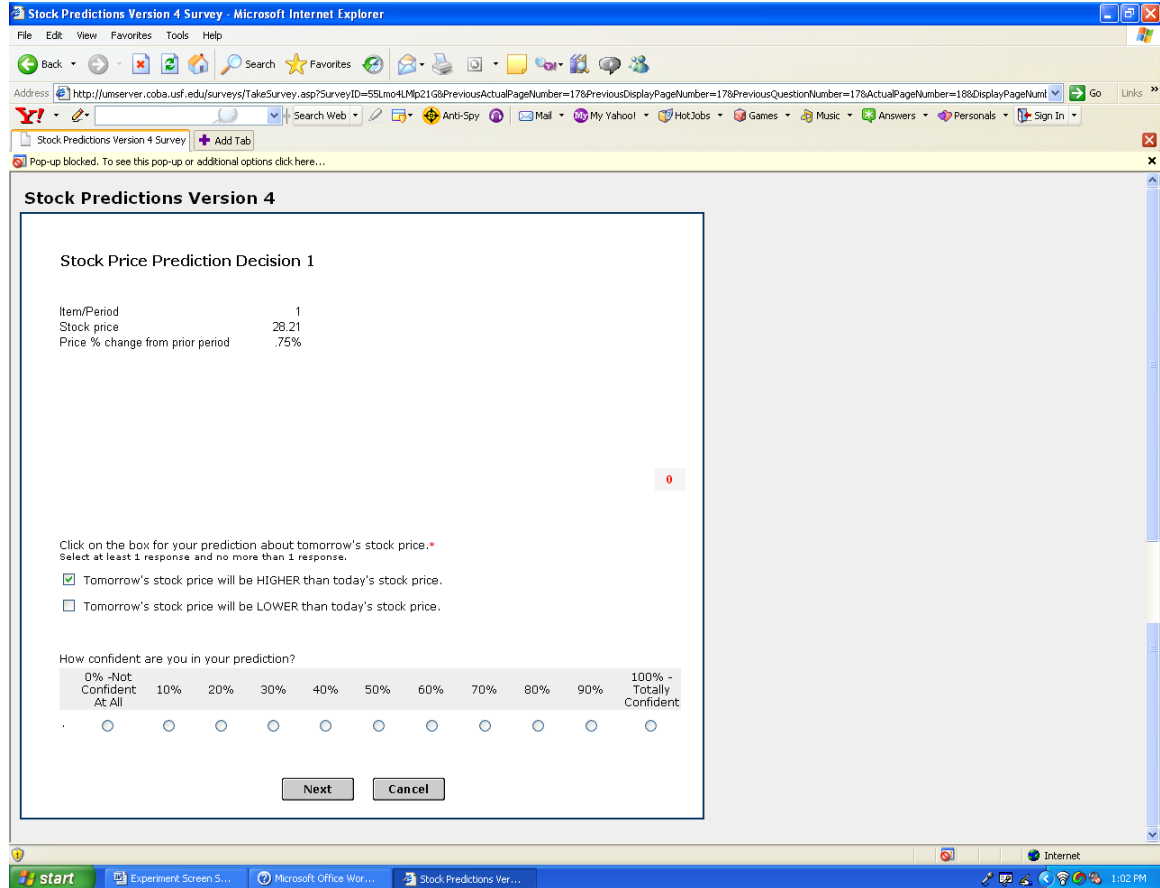 Stock Predictions Version 4 Survey - Microsoft Internet Explorer
File Edit View Favorites Tools Help
Back Search Favorites
Address http://umserver.coba.usf.edu/surveys/TakeSurvey.asp?SurveyID=55Lmo4LMlp21G8&PreviousActualPageNumber=17&PreviousDisplayPageNumber=17&PreviousQuestionNumber=17&ActualPageNumber=18&DisplayPageNumb Go Links »
Y! Search Web Anti-Spy Mail My My Yahoo! HotJobs Games Music Answers Personals Sign In
Stock Predictions Version 4 Survey Add Tab
Pop-up blocked. To see this pop-up or additional options click here...
Stock Predictions Version 4
Stock Price Prediction Decision 1
Item/Period 1
Stock price 28.21
Price % change from prior period .75%
0
Click on the box for your prediction about tomorrow's stock price.*
Select at least 1 response and no more than 1 response.
Tomorrow's stock price will be HIGHER than today's stock price.
Tomorrow's stock price will be LOWER than today's stock price.
How confident are you in your prediction?
0% -Not Confident At All 10% 20% 30% 40% 50% 60% 70% 80% 90% 100% - Totally Confident
.
Next Cancel
Internet
start Experiment Screen S... Microsoft Office Wor... Stock Predictions Ver... 1:02 PM